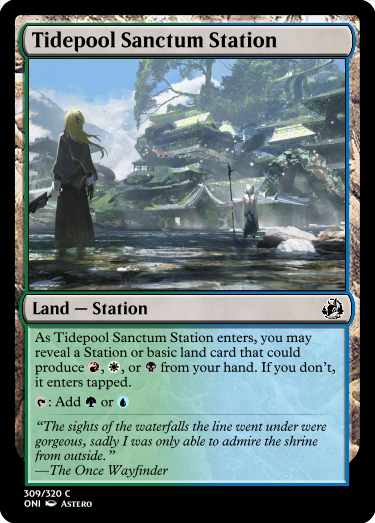 Tidepool Sanctum Station
Land — Station
As Tidepool Sanctum Station enters, you may
reveal a Station or basic land card that could
produce , , or from your hand. If you don't,
it enters tapped.
: Add or
“The sights of the waterfalls the line went under were
gorgeous, sadly I was only able to admire the shrine
from outside.”
—The Once Wayfinder
309/320 C
ONI Astero